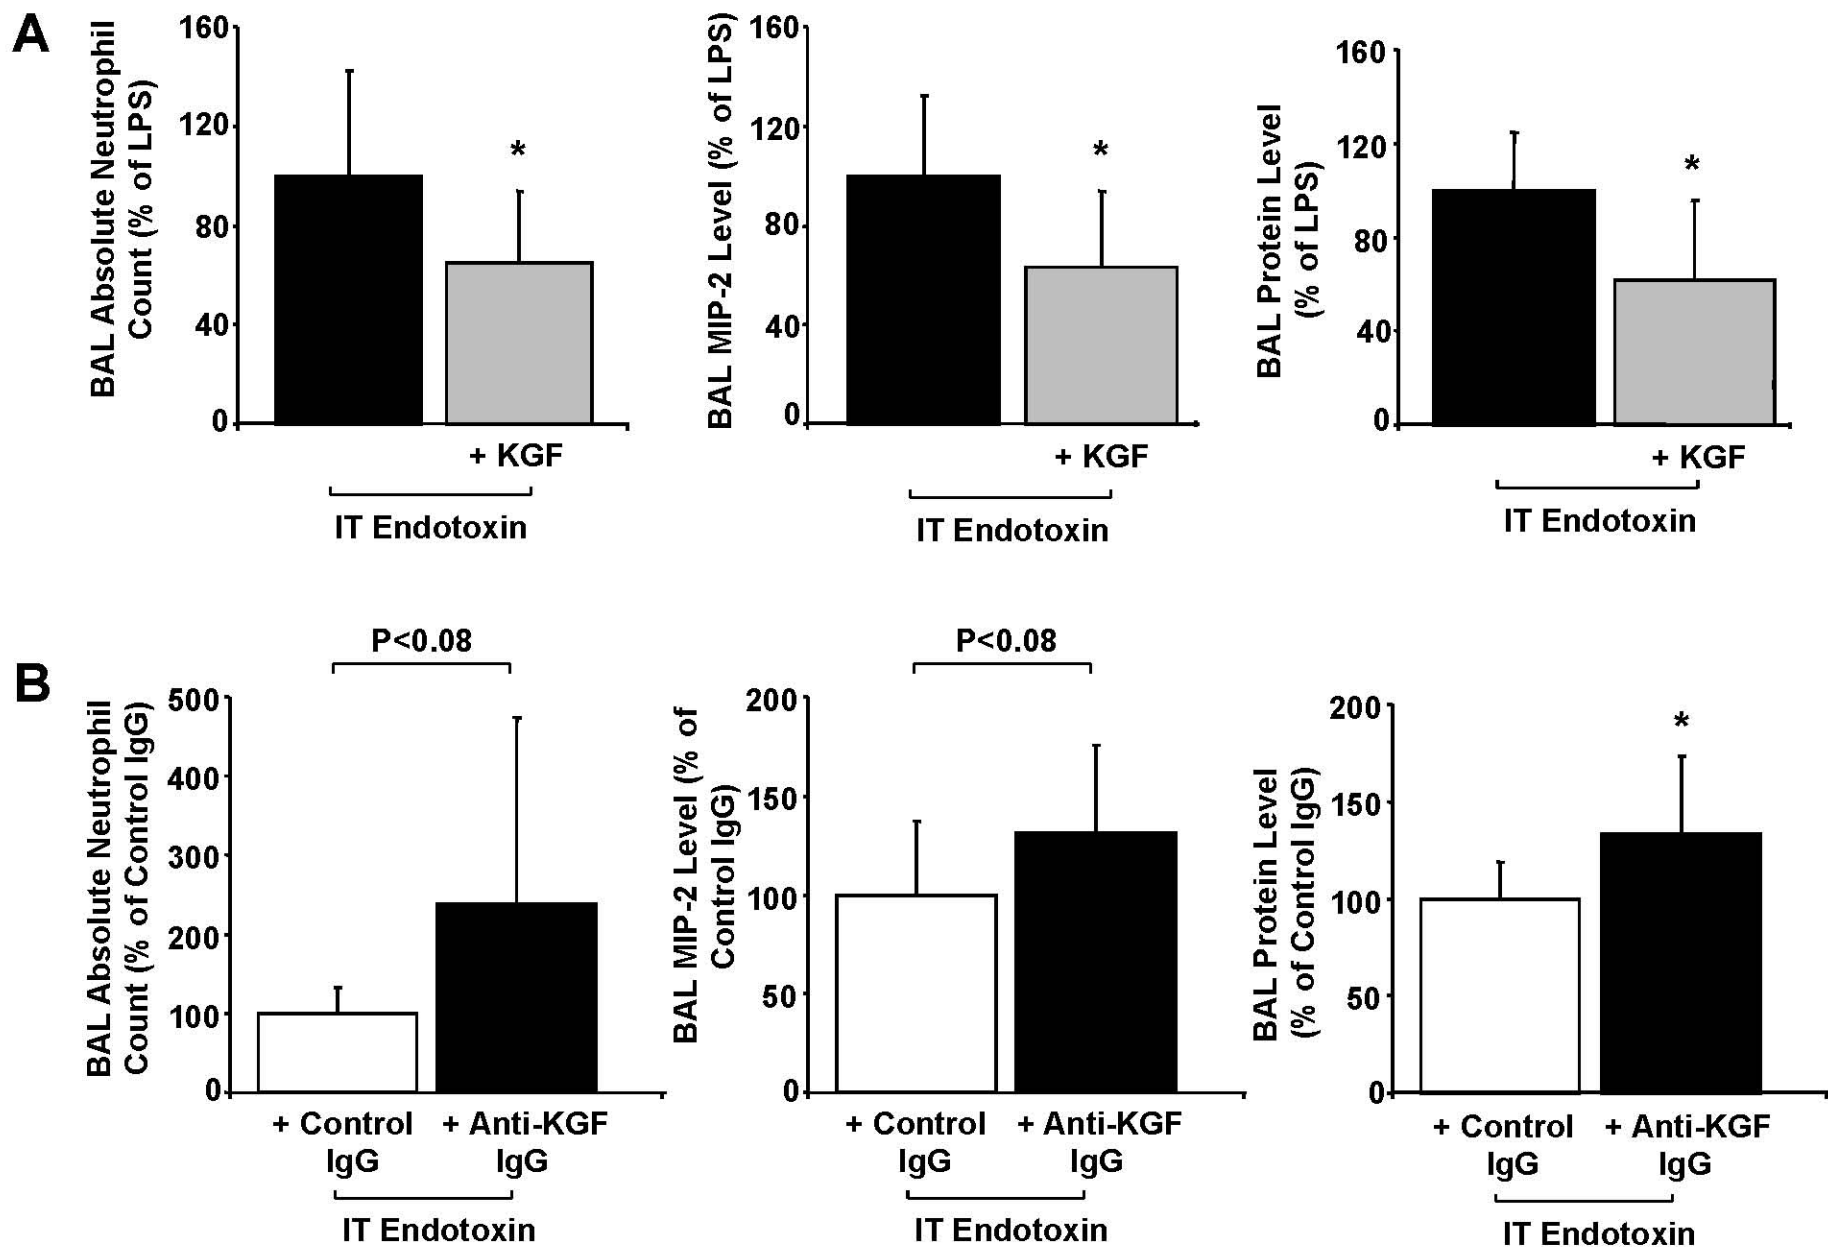 A
BAL Absolute Neutrophil
Count (% of LPS)
160
120
80
40
0
*
+ KGF
IT Endotoxin
BAL MIP-2 Level (% of LPS)
160
120
80
40
0
*
+ KGF
IT Endotoxin
BAL Protein Level
(% of LPS)
160
120
80
40
0
*
+ KGF
IT Endotoxin
B
P<0.08
BAL Absolute Neutrophil
Count (% of Control IgG)
500
400
300
200
100
0
+ Control + Anti-KGF
IgG IgG
IT Endotoxin
P<0.08
BAL MIP-2 Level (% of
Control IgG)
200
150
100
50
0
+ Control + Anti-KGF
IgG IgG
IT Endotoxin
BAL Protein Level
(% of Control IgG)
200
150
100
50
0
*
+ Control + Anti-KGF
IgG IgG
IT Endotoxin